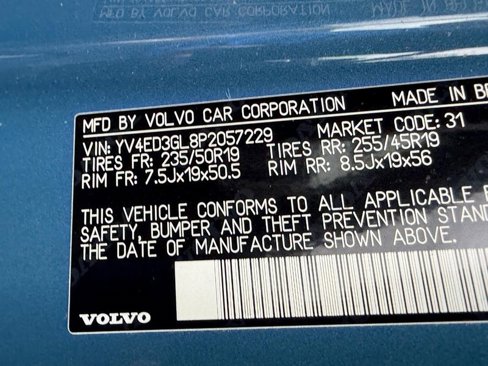 MFD BY VOLVO CAR CORPORATION MADE IN BE
VIN: YV4ED3GL8P2057229 MARKET CODE: 31
TIRES FR: 235/50R19 TIRES RR: 255/45R19
RIM FR: 7.5Jx19x50.5 RIM RR: 8.5Jx19x56
THIS VEHICLE CONFORMS TO ALL APPLICABLE
SAFETY, BUMPER AND THEFT PREVENTION STAND
THE DATE OF MANUFACTURE SHOWN ABOVE.
VOLVO